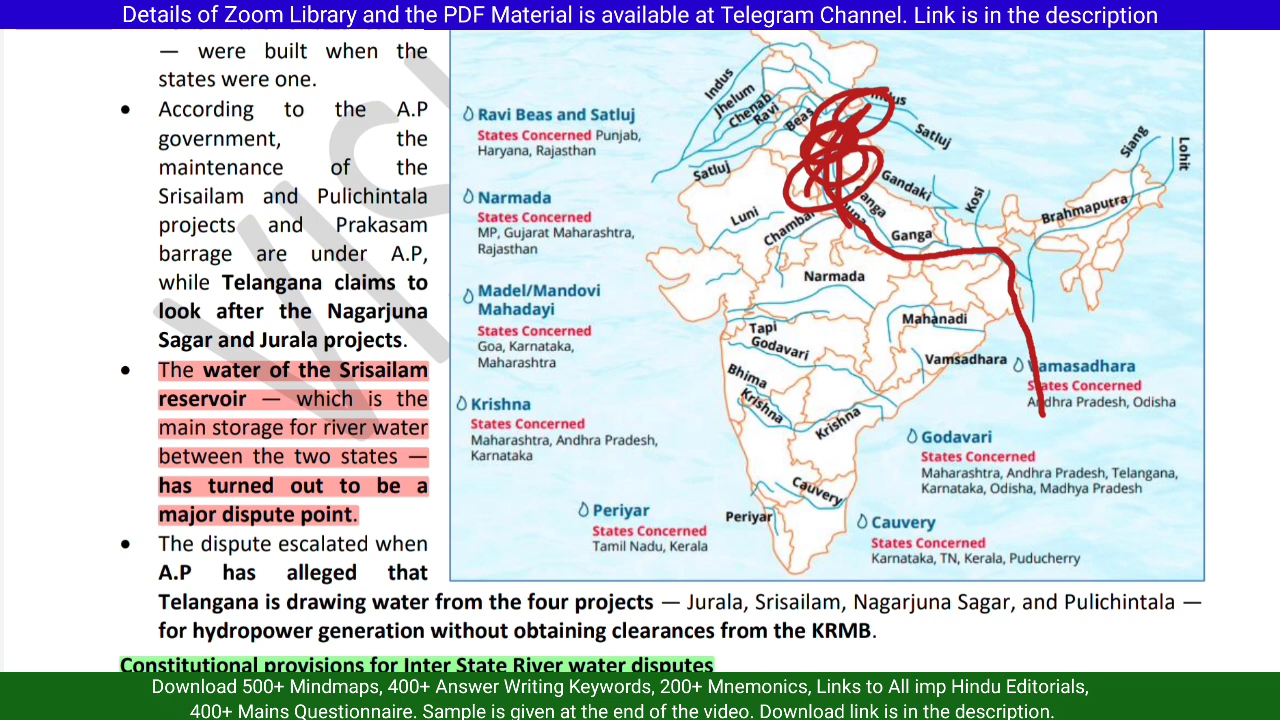 Details of Zoom Library and the PDF Material is available at Telegram Channel. Link is in the description
— were built when the
states were one.
• According to the A.P
government, the
maintenance of the
Srisailam and Pulichintala
projects and Prakasam
barrage are under A.P,
while Telangana claims to
look after the Nagarjuna
Sagar and Jurala projects.
• The water of the Srisailam
reservoir — which is the
main storage for river water
between the two states —
has turned out to be a
major dispute point.
• The dispute escalated when
A.P has alleged that
Telangana is drawing water from the four projects — Jurala, Srisailam, Nagarjuna Sagar, and Pulichintala —
for hydropower generation without obtaining clearances from the KRMB.
Constitutional provisions for Inter State River water disputes
Ravi Beas and Satluj
States Concerned Punjab,
Haryana, Rajasthan
Narmada
States Concerned
MP, Gujarat Maharashtra,
Rajasthan
Madel/Mandovi
Mahadayi
States Concerned
Goa, Karnataka,
Maharashtra
Krishna
States Concerned
Maharashtra, Andhra Pradesh,
Karnataka
Periyar
States Concerned
Tamil Nadu, Kerala
Indus
Jhelum
Chenab
Ravi
Beas
Satluj
Satluj
Luni
Chambal
Gandaki
Kosi
Ganga
Ganga
Siang
Lohit
Brahmaputra
Narmada
Mahanadi
Tapi
Godavari
Vamsadhara
Bhima
Krishna
Krishna
Cauvery
Periyar
Vamasadhara
States Concerned
Andhra Pradesh, Odisha
Godavari
States Concerned
Maharashtra, Andhra Pradesh, Telangana,
Karnataka, Odisha, Madhya Pradesh
Cauvery
States Concerned
Karnataka, TN, Kerala, Puducherry
Download 500+ Mindmaps, 400+ Answer Writing Keywords, 200+ Mnemonics, Links to All imp Hindu Editorials,
400+ Mains Questionnaire. Sample is given at the end of the video. Download link is in the description.